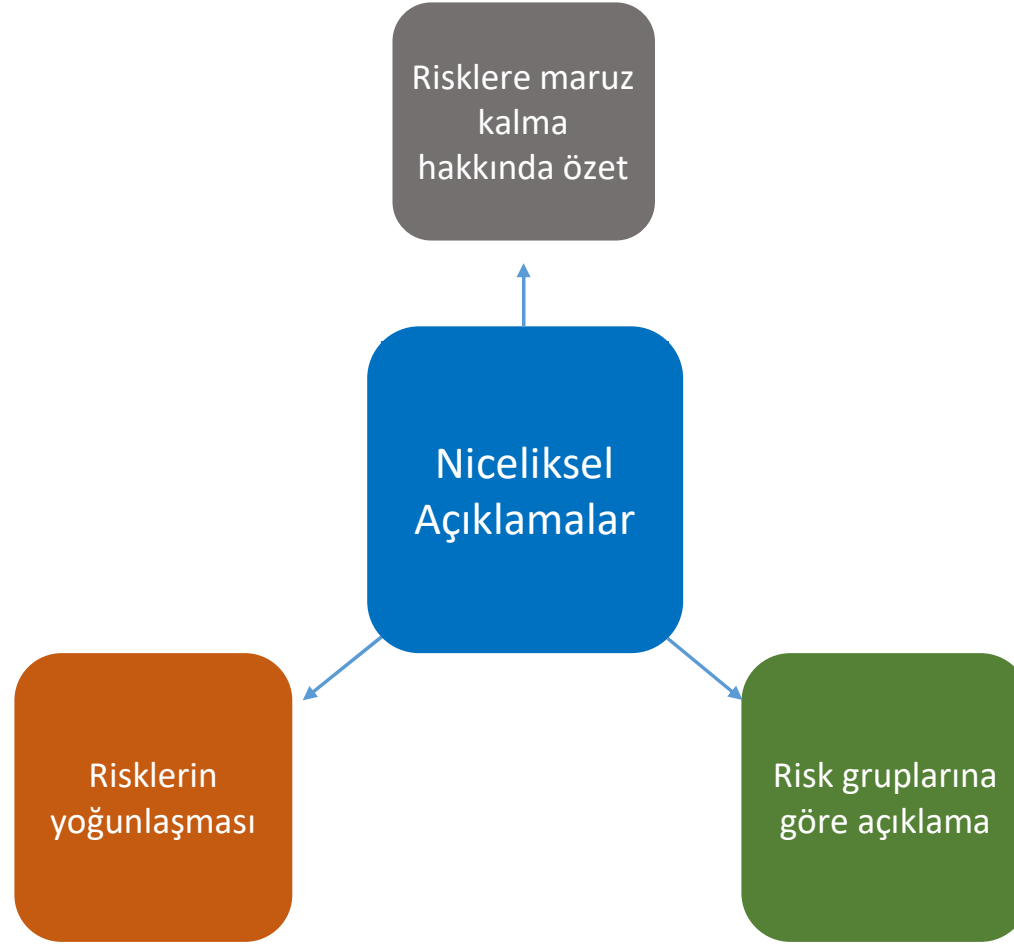 Risklere maruz
kalma
hakkında özet
Niceliksel
Açıklamalar
Risklerin
yoğunlaşması
Risk gruplarına
göre açıklama